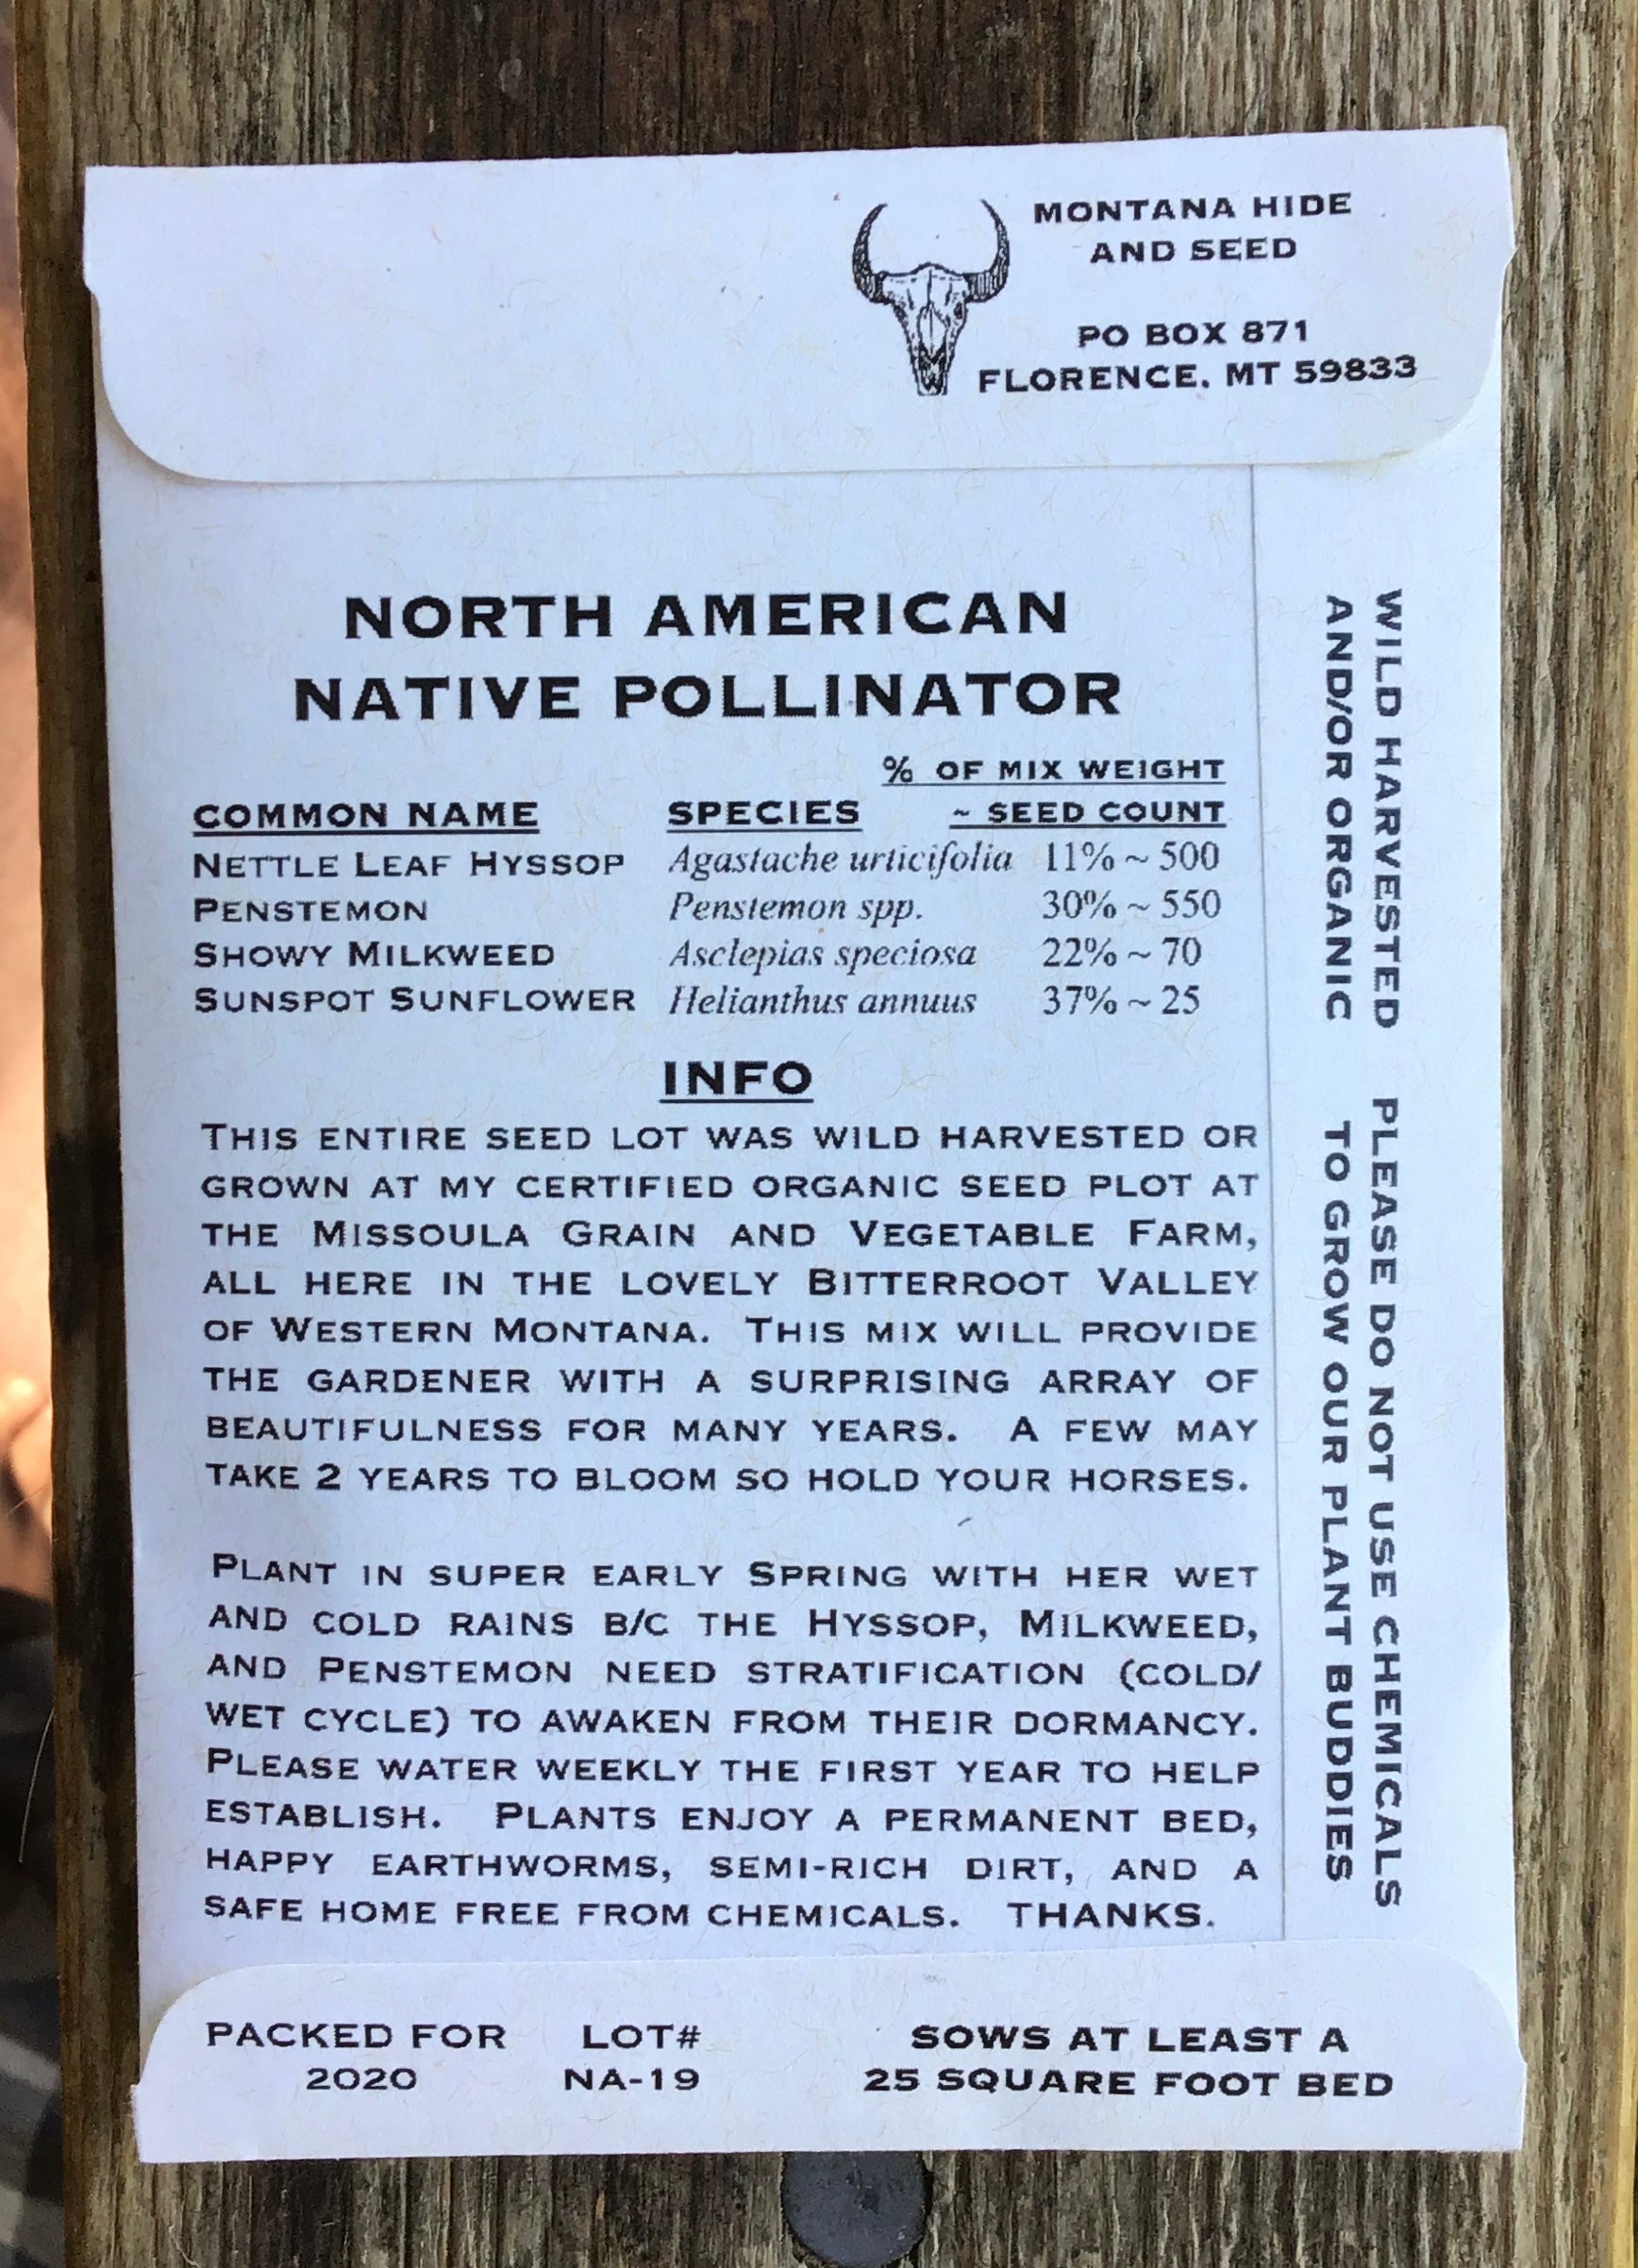 MONTANA HIDE
AND SEED
PO BOX 871
FLORENCE, MT 59833
NORTH AMERICAN
NATIVE POLLINATOR
% OF MIX WEIGHT
COMMON NAME SPECIES ~ SEED COUNT
NETTLE LEAF HYSSOP Agastache urticifolia 11% ~ 500
PENSTEMON Penstemon spp. 30% ~ 550
SHOWY MILKWEED Asclepias speciosa 22% ~ 70
SUNSPOT SUNFLOWER Helianthus annuus 37% ~ 25
INFO
THIS ENTIRE SEED LOT WAS WILD HARVESTED OR
GROWN AT MY CERTIFIED ORGANIC SEED PLOT AT
THE MISSOULA GRAIN AND VEGETABLE FARM,
ALL HERE IN THE LOVELY BITTERROOT VALLEY
OF WESTERN MONTANA. THIS MIX WILL PROVIDE
THE GARDENER WITH A SURPRISING ARRAY OF
BEAUTIFULNESS FOR MANY YEARS. A FEW MAY
TAKE 2 YEARS TO BLOOM SO HOLD YOUR HORSES.
PLANT IN SUPER EARLY SPRING WITH HER WET
AND COLD RAINS B/C THE HYSSOP, MILKWEED,
AND PENSTEMON NEED STRATIFICATION (COLD/
WET CYCLE) TO AWAKEN FROM THEIR DORMANCY.
PLEASE WATER WEEKLY THE FIRST YEAR TO HELP
ESTABLISH. PLANTS ENJOY A PERMANENT BED,
HAPPY EARTHWORMS, SEMI-RICH DIRT, AND A
SAFE HOME FREE FROM CHEMICALS. THANKS.
WILD HARVESTED
AND/OR ORGANIC
PLEASE DO NOT USE CHEMICALS
TO GROW OUR PLANT BUDDIES
PACKED FOR
2020
LOT#
NA-19
SOWS AT LEAST A
25 SQUARE FOOT BED